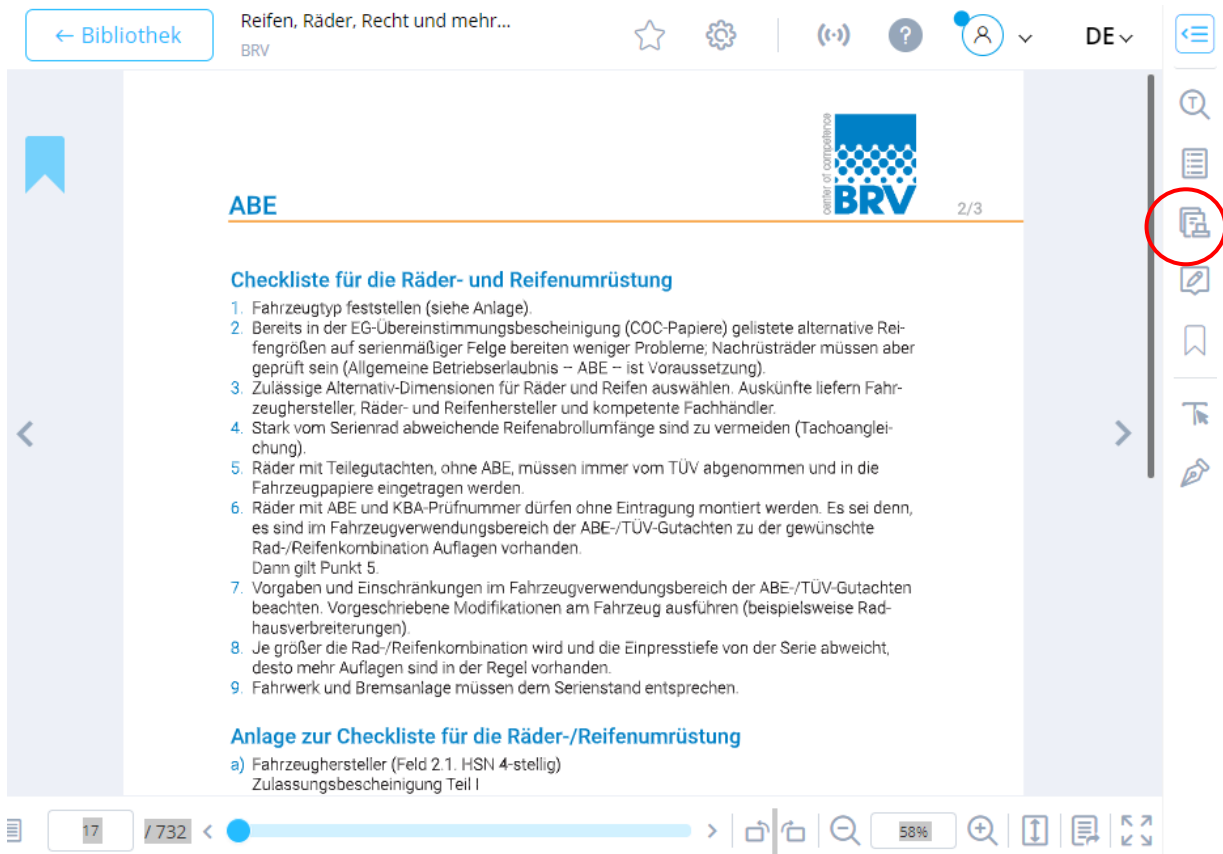 ← Bibliothek
Reifen, Räder, Recht und mehr...
BRV
?
DE
T
center of competence
BRV
ABE
2/3
Checkliste für die Räder- und Reifenumrüstung
1. Fahrzeugtyp feststellen (siehe Anlage).
2. Bereits in der EG-Übereinstimmungsbescheinigung (COC-Papiere) gelistete alternative Rei-
fengrößen auf serienmäßiger Felge bereiten weniger Probleme; Nachrüsträder müssen aber
geprüft sein (Allgemeine Betriebserlaubnis – ABE – ist Voraussetzung).
3. Zulässige Alternativ-Dimensionen für Räder und Reifen auswählen. Auskünfte liefern Fahr-
zeughersteller, Räder- und Reifenhersteller und kompetente Fachhändler.
4. Stark vom Serienrad abweichende Reifenabrollumfänge sind zu vermeiden (Tachoanglei-
chung).
5. Räder mit Teilegutachten, ohne ABE, müssen immer vom TÜV abgenommen und in die
Fahrzeugpapiere eingetragen werden.
6. Räder mit ABE und KBA-Prüfnummer dürfen ohne Eintragung montiert werden. Es sei denn,
es sind im Fahrzeugverwendungsbereich der ABE-/TÜV-Gutachten zu der gewünschte
Rad-/Reifenkombination Auflagen vorhanden.
Dann gilt Punkt 5.
7. Vorgaben und Einschränkungen im Fahrzeugverwendungsbereich der ABE-/TÜV-Gutachten
beachten. Vorgeschriebene Modifikationen am Fahrzeug ausführen (beispielsweise Rad-
hausverbreiterungen).
8. Je größer die Rad-/Reifenkombination wird und die Einpresstiefe von der Serie abweicht,
desto mehr Auflagen sind in der Regel vorhanden.
9. Fahrwerk und Bremsanlage müssen dem Serienstand entsprechen.
Anlage zur Checkliste für die Räder-/Reifenumrüstung
a) Fahrzeughersteller (Feld 2.1. HSN 4-stellig)
Zulassungsbescheinigung Teil I
17 / 732
58%